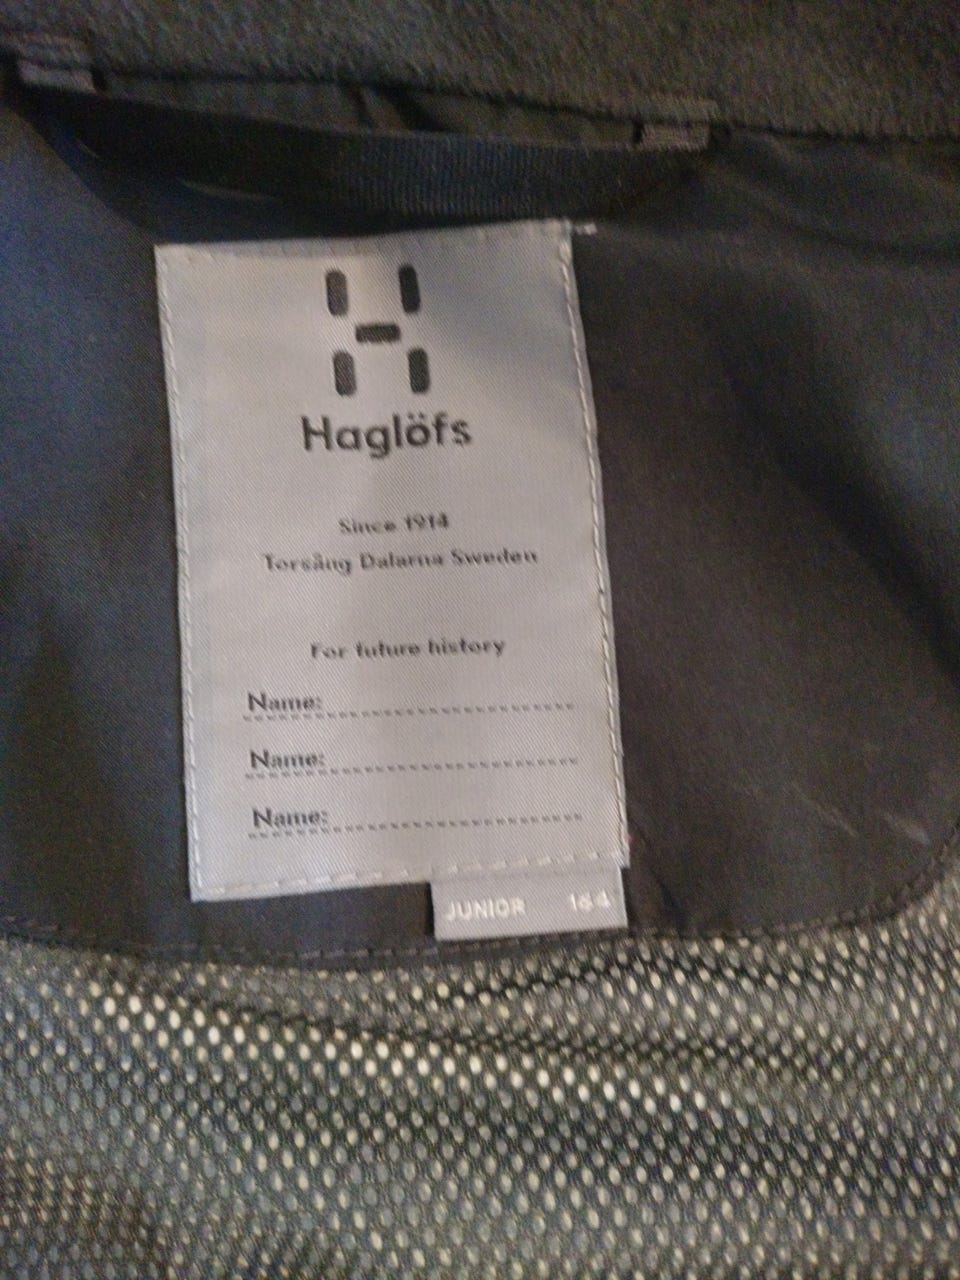 Haglöfs
Since 1914
Torsång Dalarna Sweden
For future history
Name:
Name:
Name:
JUNIOR 164